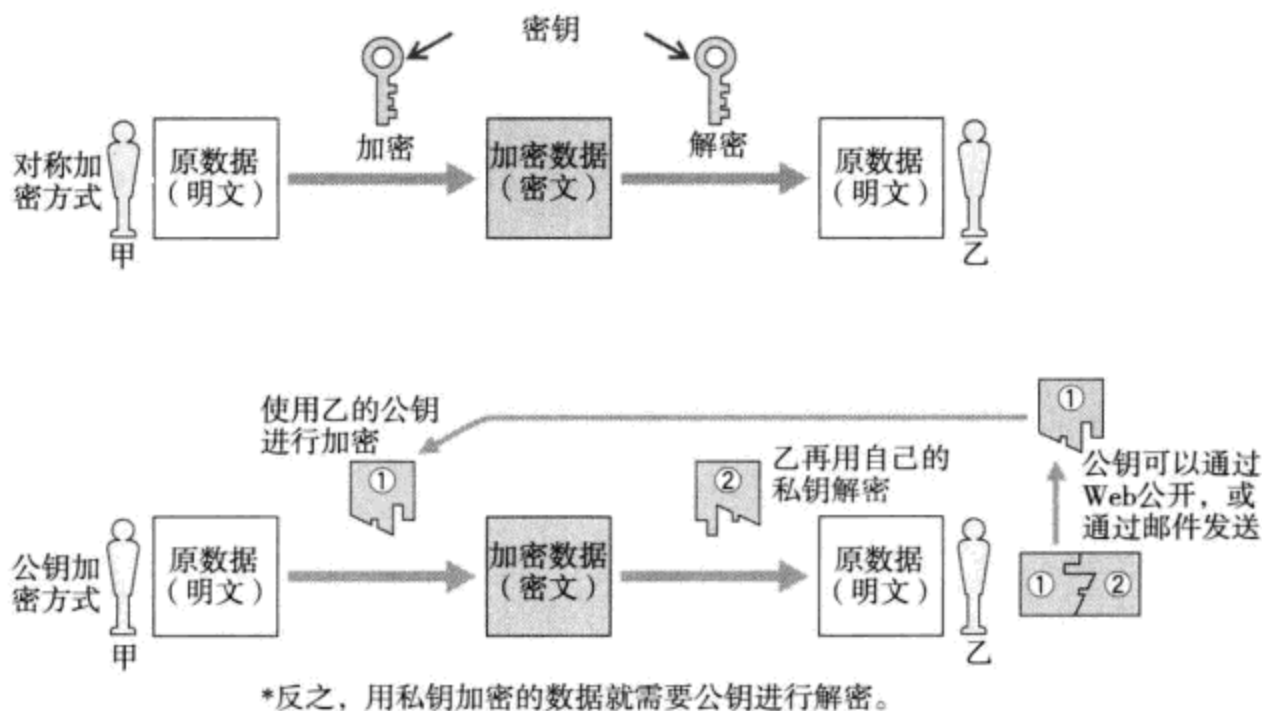 密钥
加密
解密
对称加
密方式
原数据
（明文）
加密数据
（密文）
原数据
（明文）
甲
乙
使用乙的公钥
进行加密
①
①
②
乙再用自己的
私钥解密
公钥可以通过
Web公开，或
通过邮件发送
公钥加
密方式
原数据
（明文）
加密数据
（密文）
原数据
（明文）
① ②
甲
乙
*反之，用私钥加密的数据就需要公钥进行解密。